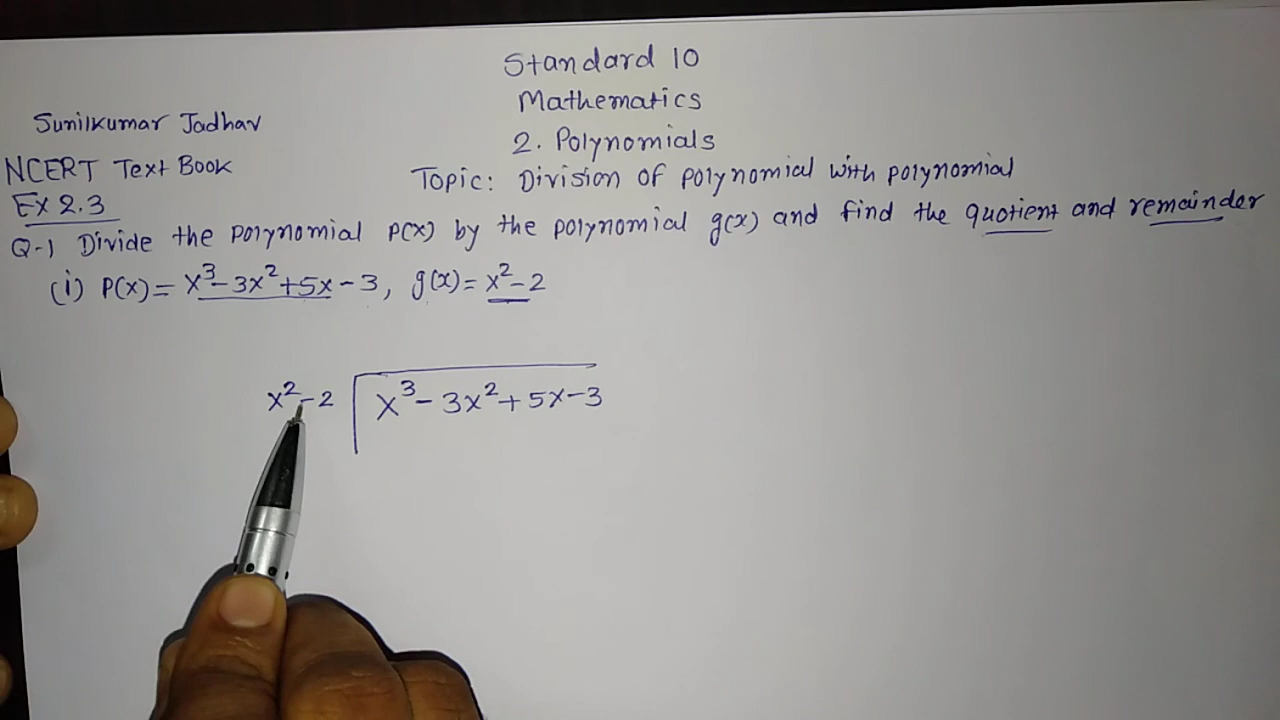 Standard 10
Mathematics
2. Polynomials
Sunilkumar Jadhav
NCERT Text Book
Topic: Division of polynomial with polynomial
Ex 2.3
Q-1 Divide the polynomial P(x) by the polynomial g(x) and find the quotient and remainder
(i) P(x) = x³ - 3x² + 5x - 3, g(x) = x² - 2
x² - 2 x³ - 3x² + 5x - 3